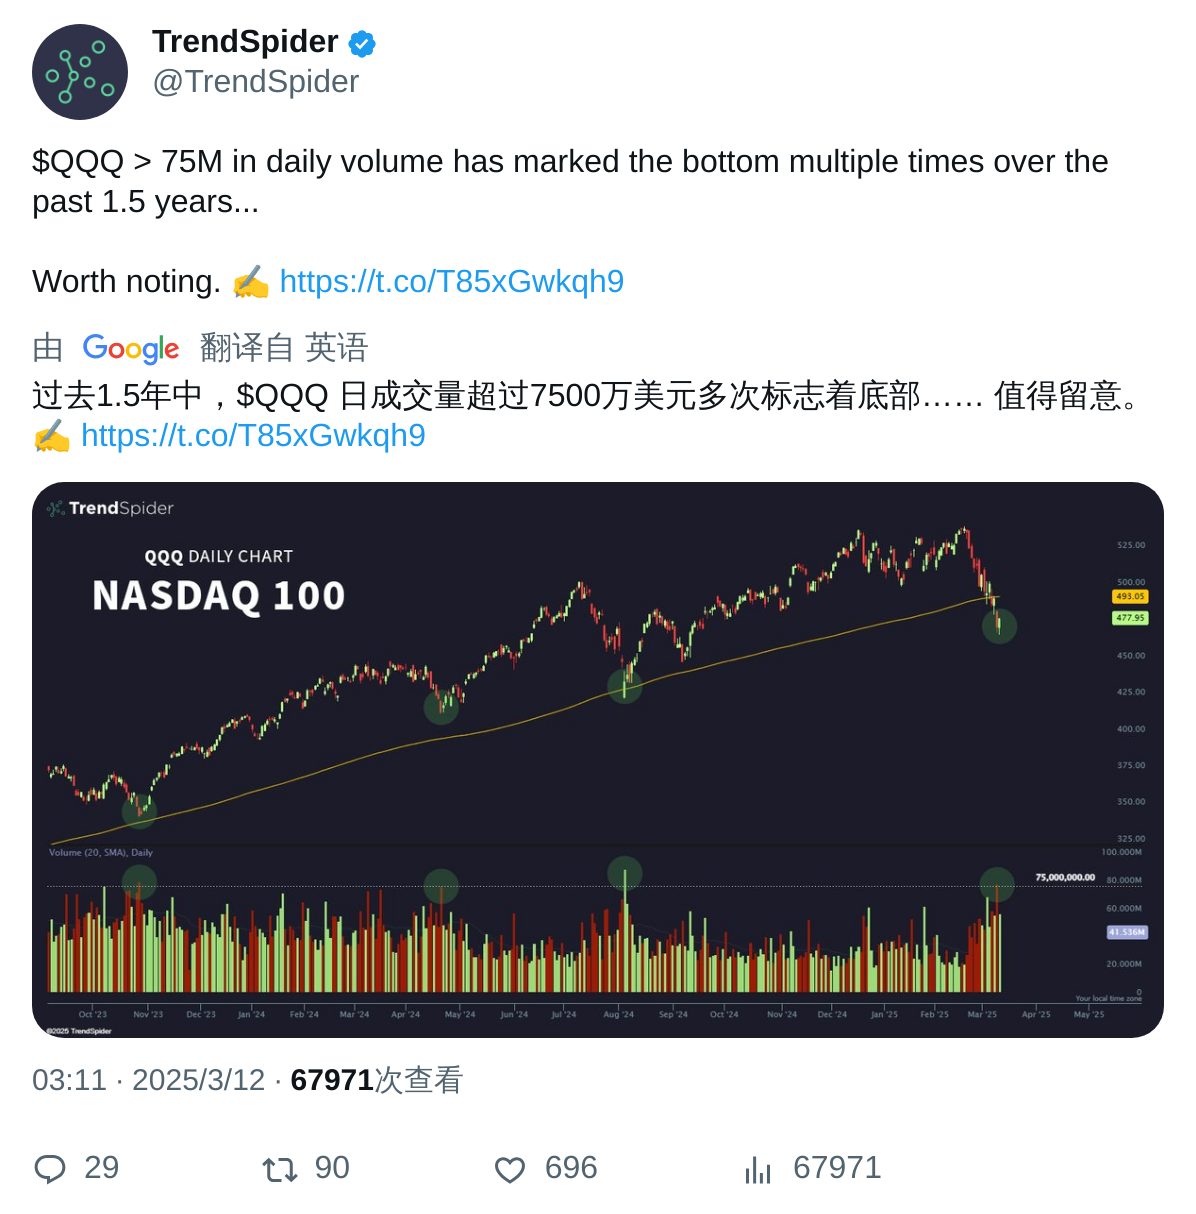 TrendSpider
@TrendSpider
$QQQ > 75M in daily volume has marked the bottom multiple times over the
past 1.5 years...
Worth noting. ✍️ https://t.co/T85xGwkqh9
由 Google 翻译自 英语
过去1.5年中，$QQQ 日成交量超过7500万美元多次标志着底部…… 值得留意。
✍️ https://t.co/T85xGwkqh9
TrendSpider
QQQ DAILY CHART
NASDAQ 100
525.00
500.00
493.05
477.95
450.00
425.00
400.00
375.00
350.00
325.00
Volume (20, SMA), Daily
100.000M
75,000,000.00
80.000M
60.000M
41.536M
20.000M
0
Your local time zone
Oct '23 Nov '23 Dec '23 Jan '24 Feb '24 Mar '24 Apr '24 May '24 Jun '24 Jul '24 Aug '24 Sep '24 Oct '24 Nov '24 Dec '24 Jan '25 Feb '25 Mar '25 Apr '25 May '25
©2025 TrendSpider
03:11 · 2025/3/12 · 67971次查看
29 90 696 67971